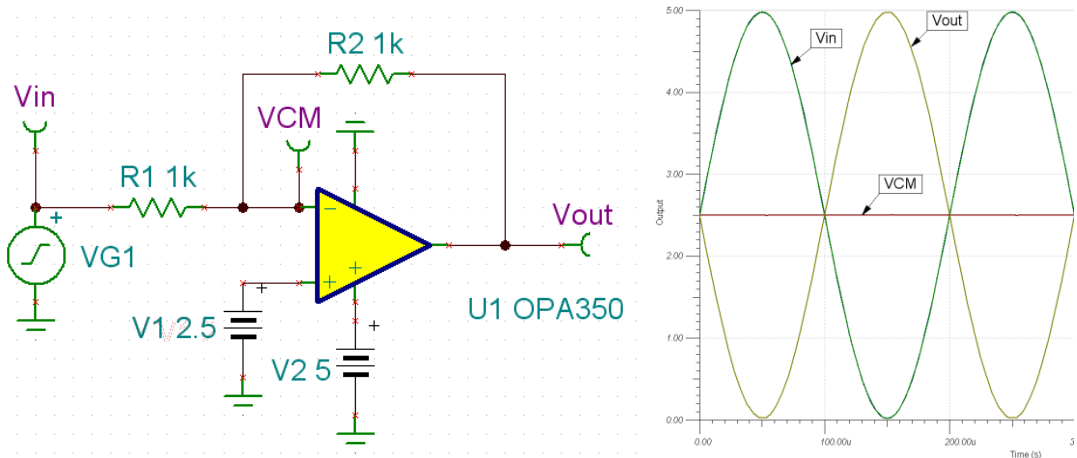 R2 1k
Vin
VCM
R1 1k
Vout
VG1
U1 OPA350
V1 2.5
V2 5
5.00
4.00
3.00
2.00
1.00
0.00
Output
Vin
Vout
VCM
0.00
100.00u
200.00u
Time (s)